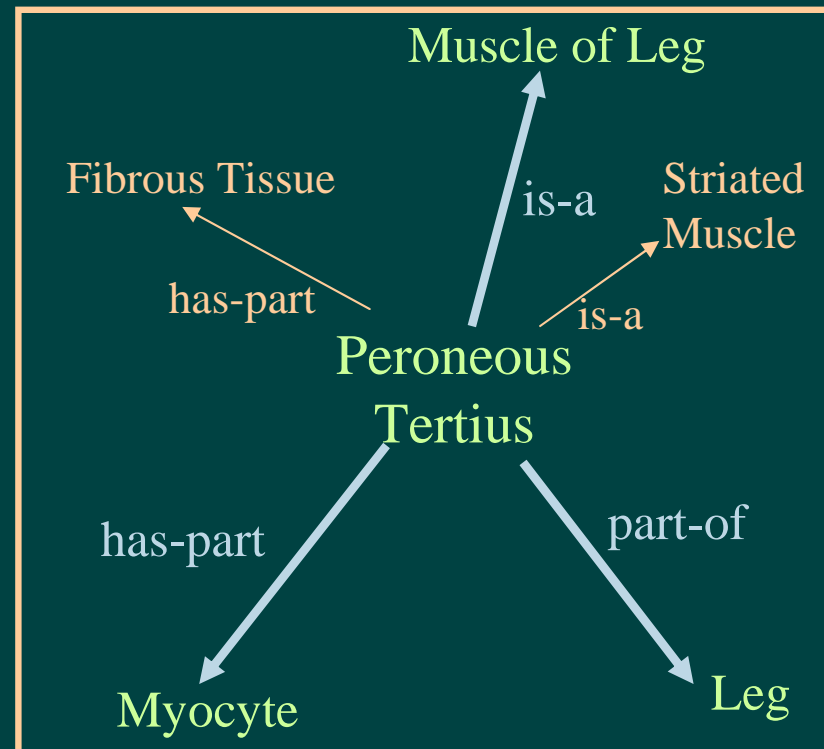 Muscle of Leg
Fibrous Tissue
is-a
Striated
Muscle
has-part
is-a
Peroneous
Tertius
has-part
part-of
Myocyte
Leg